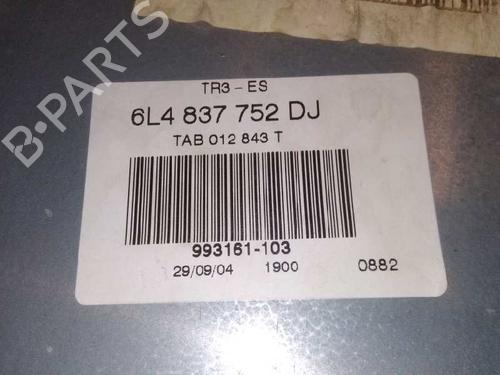 B-PARTS
TR3-ES
6L4 837 752 DJ
TAB 012 843 T
993161-103
29/09/04 1900 0882